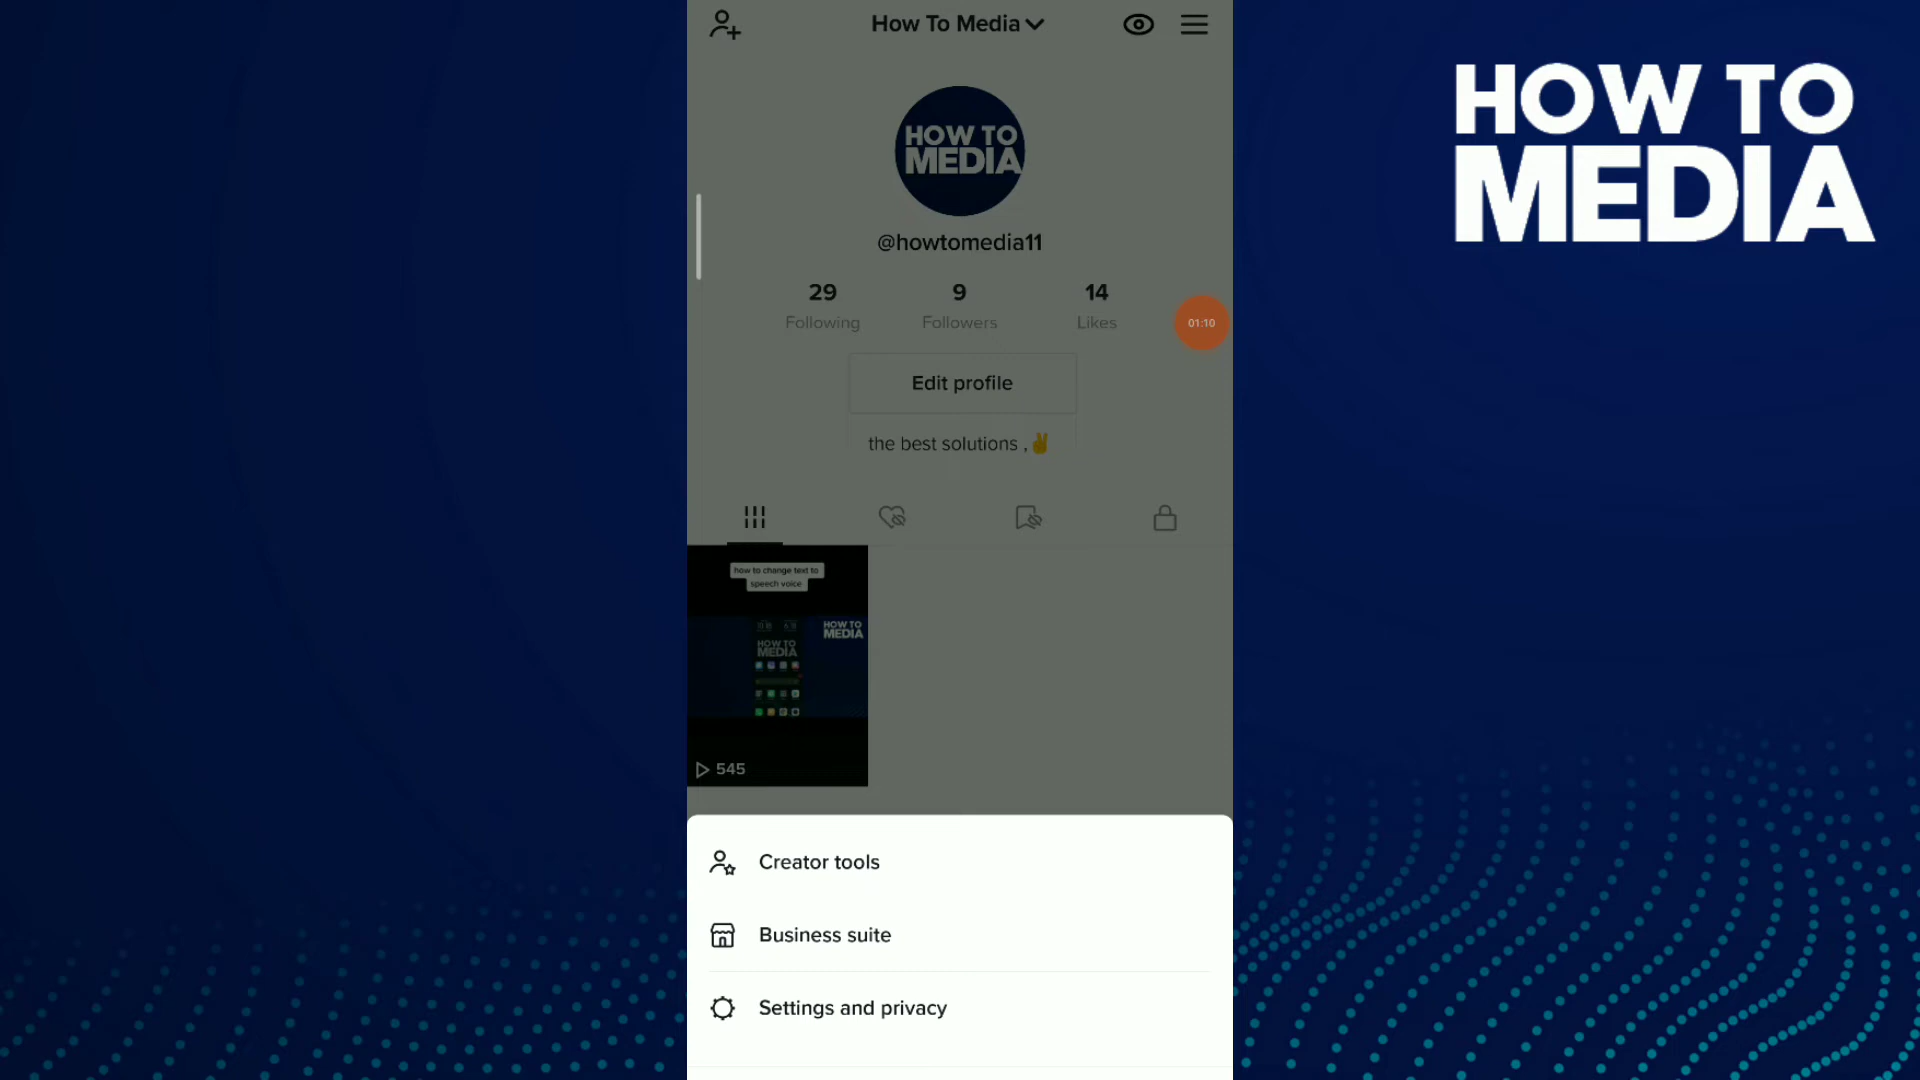 How To Media
HOW TO
MEDIA
HOW TO
MEDIA
@howtomedia11
29
9
14
Following
Followers
Likes
01:10
Edit profile
the best solutions ,✌
how to change text to
speech voice
HOW TO
MEDIA
HOW TO
MEDIA
545
Creator tools
Business suite
Settings and privacy